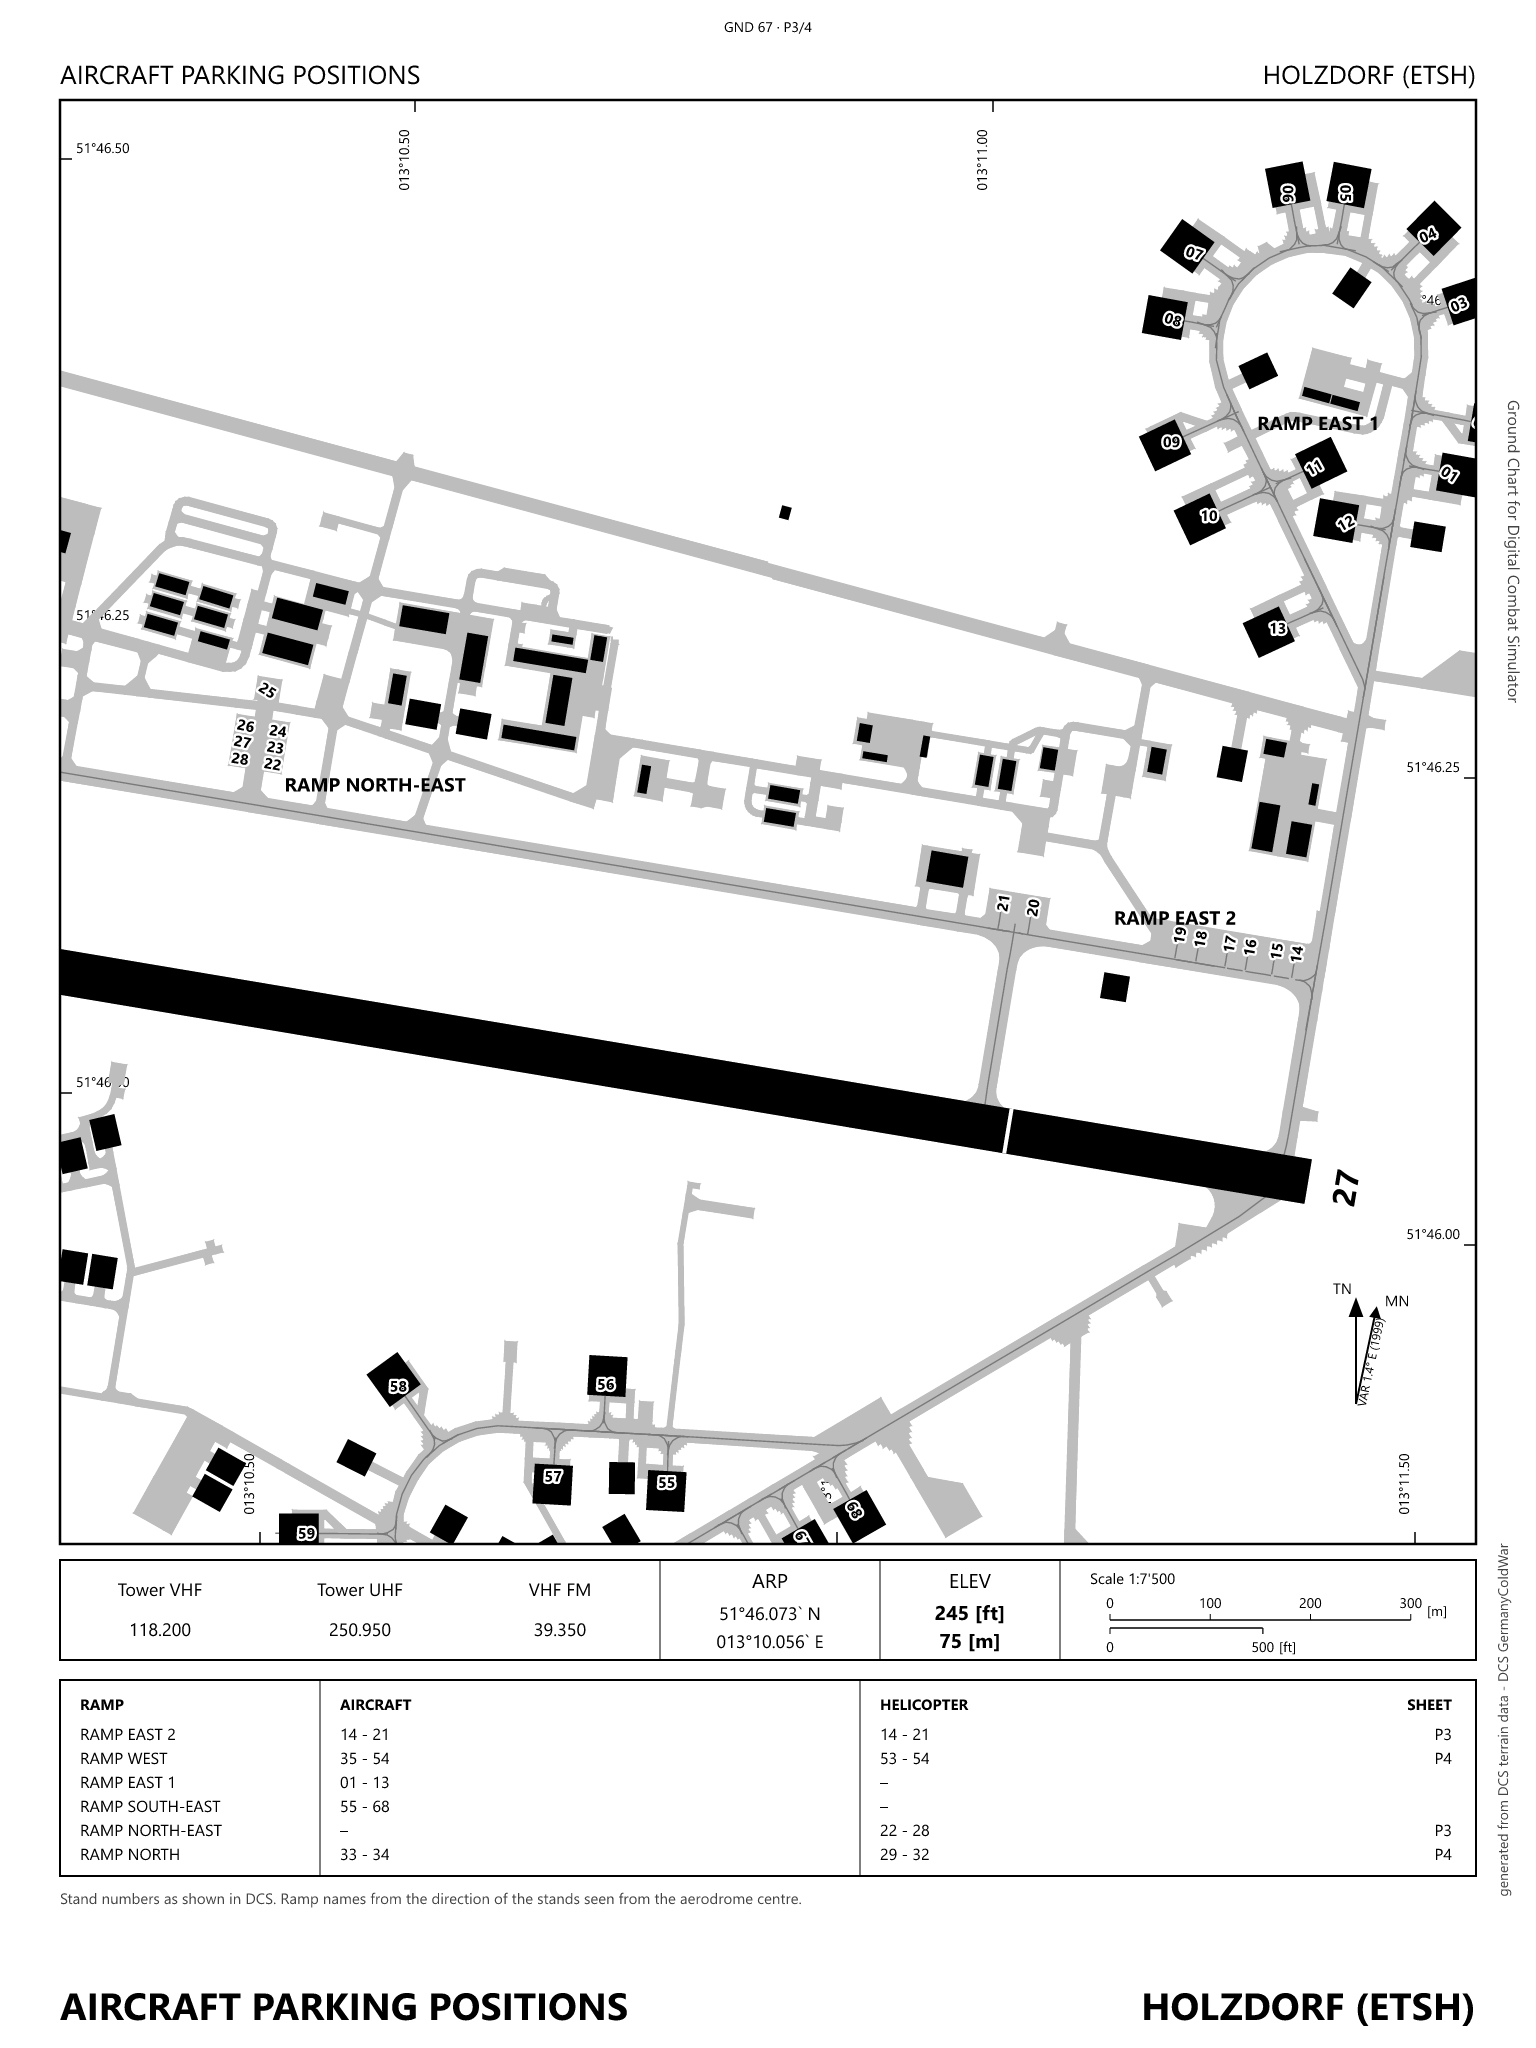 GND 67 · P3/4
AIRCRAFT PARKING POSITIONS
HOLZDORF (ETSH)
51°46.50
013°10.50
013°11.00
06
05
04
07
03
08
RAMP EAST 1
09
11
01
10
12
13
51°46.25
25
26
24
27
23
28
22
RAMP NORTH-EAST
51°46.25
21
20
RAMP EAST 2
19
18
17
16
15
14
27
51°46.00
TN
MN
VAR 1.4° E (1999)
58
56
57
55
68
59
013°10.50
013°11.50
Ground Chart for Digital Combat Simulator
Tower VHF
118.200
Tower UHF
250.950
VHF FM
39.350
ARP
51°46.073` N
013°10.056` E
ELEV
245 [ft]
75 [m]
Scale 1:7'500
0 100 200 300 [m]
0 500 [ft]
RAMP AIRCRAFT HELICOPTER SHEET
RAMP EAST 2 14 - 21 14 - 21 P3
RAMP WEST 35 - 54 53 - 54 P4
RAMP EAST 1 01 - 13 –
RAMP SOUTH-EAST 55 - 68 –
RAMP NORTH-EAST – 22 - 28 P3
RAMP NORTH 33 - 34 29 - 32 P4
generated from DCS terrain data - DCS GermanyColdWar
Stand numbers as shown in DCS. Ramp names from the direction of the stands seen from the aerodrome centre.
AIRCRAFT PARKING POSITIONS
HOLZDORF (ETSH)